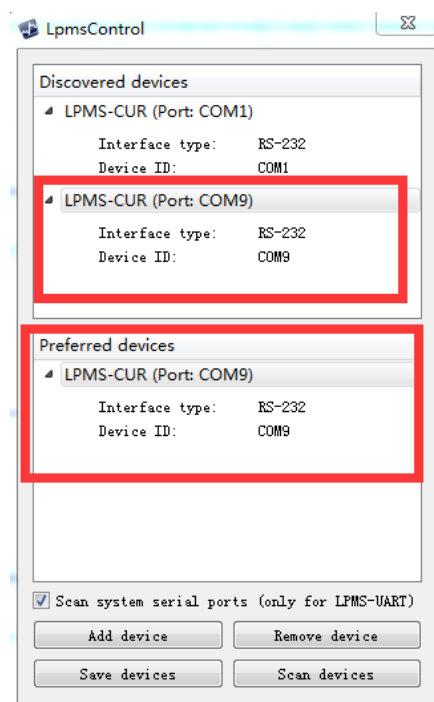 LpmsControl
Discovered devices
LPMS-CUR (Port: COM1)
Interface type: RS-232
Device ID: COM1
LPMS-CUR (Port: COM9)
Interface type: RS-232
Device ID: COM9
Preferred devices
LPMS-CUR (Port: COM9)
Interface type: RS-232
Device ID: COM9
Scan system serial ports (only for LPMS-UART)
Add device Remove device
Save devices Scan devices